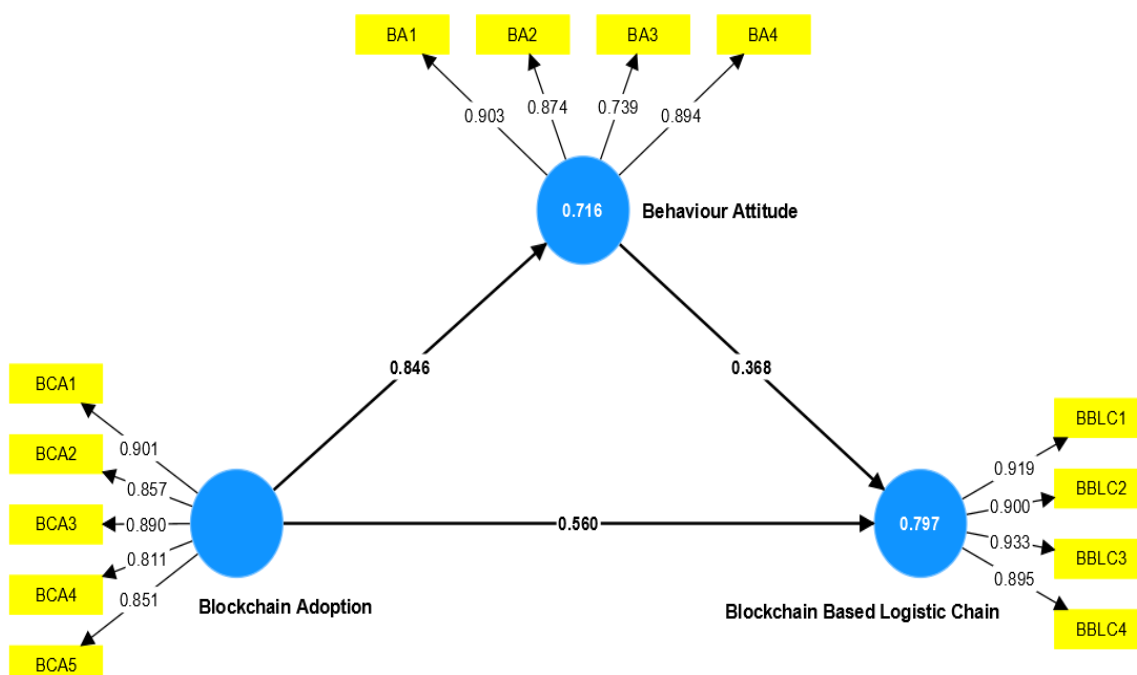 BA1 BA2 BA3 BA4
0.903 0.874 0.739 0.894
0.716
Behaviour Attitude
0.846
0.368
BCA1
BCA2
BCA3
BCA4
BCA5
0.901
0.857
0.890
0.811
0.851
Blockchain Adoption
0.560
0.797
Blockchain Based Logistic Chain
0.919
0.900
0.933
0.895
BBLC1
BBLC2
BBLC3
BBLC4